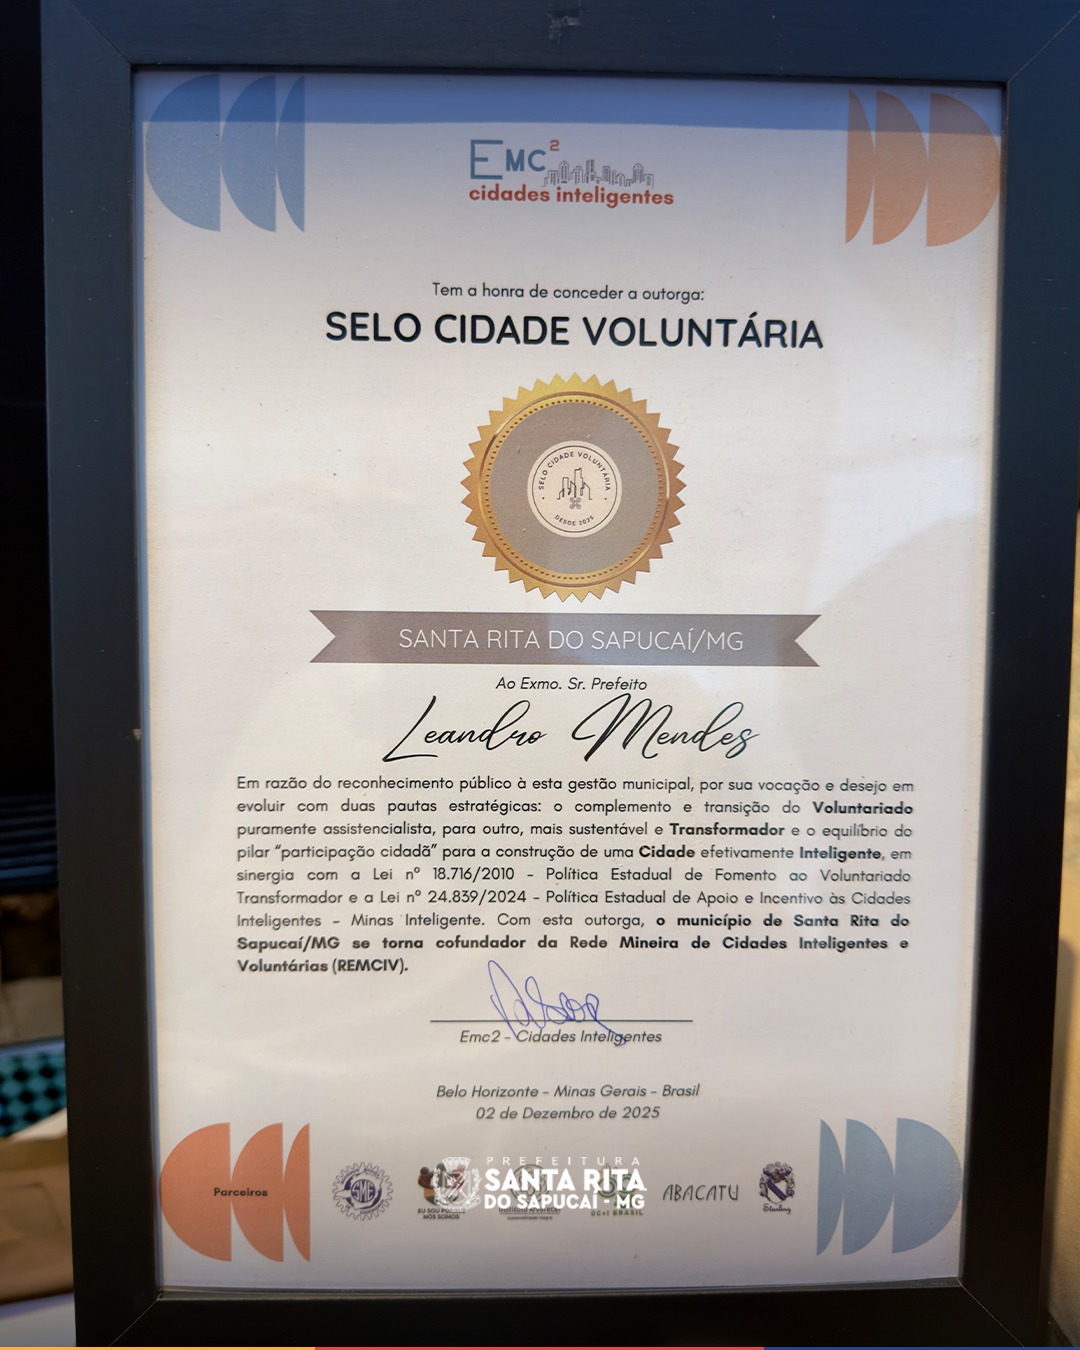 Emc²
cidades inteligentes
Tem a honra de conceder a outorga:
SELO CIDADE VOLUNTÁRIA
SELO CIDADE VOLUNTÁRIA
DESDE 2025
SANTA RITA DO SAPUCAÍ/MG
Ao Exmo. Sr. Prefeito
Leandro Mendes
Em razão do reconhecimento público à esta gestão municipal, por sua vocação e desejo em
evoluir com duas pautas estratégicas: o complemento e transição do Voluntariado
puramente assistencialista, para outro, mais sustentável e Transformador e o equilíbrio do
pilar “participação cidadã” para a construção de uma Cidade efetivamente Inteligente, em
sinergia com a Lei nº 18.716/2010 - Política Estadual de Fomento ao Voluntariado
Transformador e a Lei nº 24.839/2024 - Política Estadual de Apoio e Incentivo às Cidades
Inteligentes - Minas Inteligente. Com esta outorga, o município de Santa Rita do
Sapucaí/MG se torna cofundador da Rede Mineira de Cidades Inteligentes e
Voluntárias (REMCIV).
Emc2 - Cidades Inteligentes
Belo Horizonte - Minas Gerais - Brasil
02 de Dezembro de 2025
Parceiros
SME
NÓS SOMOS
PREFEITURA
SANTA RITA
DO SAPUCAÍ - MG
BRASIL
ABACATU
Starling